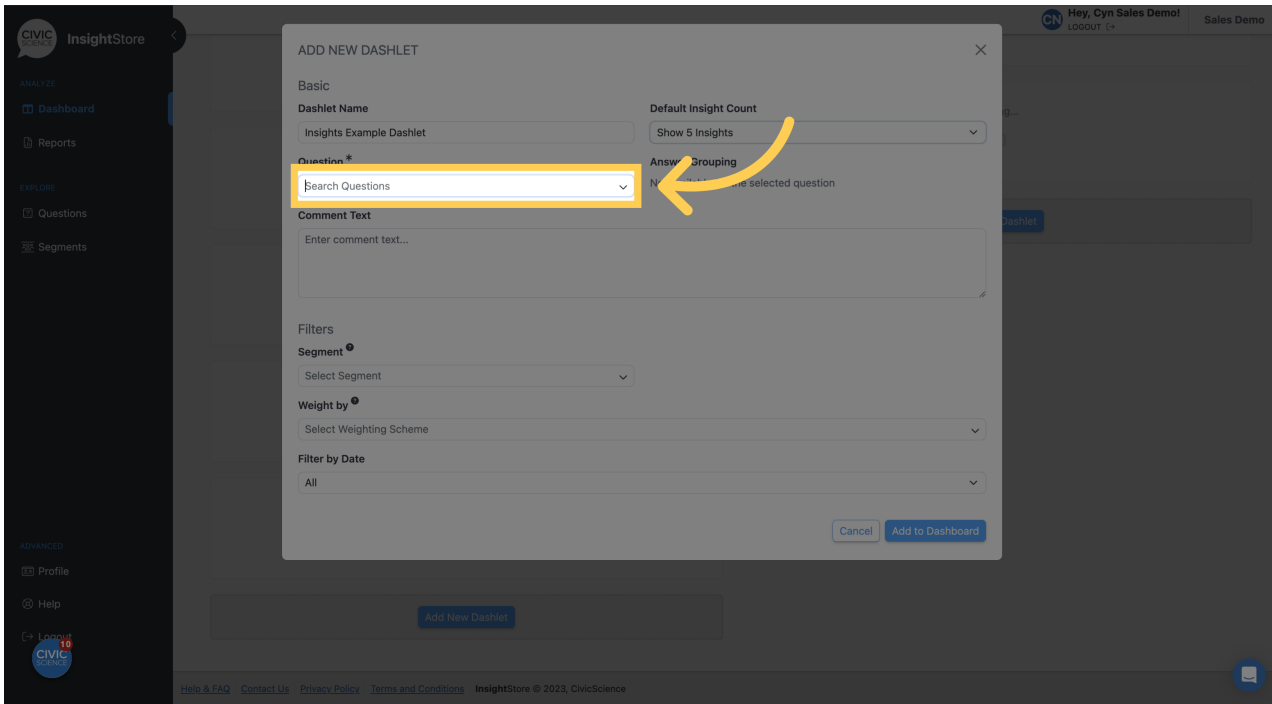 CIVIC
SCIENCE
InsightStore
Hey, Cyn Sales Demo!
LOGOUT
Sales Demo
ANALYZE
Dashboard
Reports
EXPLORE
Questions
Segments
ADD NEW DASHLET
Basic
Dashlet Name
Default Insight Count
Insights Example Dashlet
Show 5 Insights
Question *
Grouping
Search Questions
the selected question
Comment Text
Enter comment text...
Dashlet
Filters
Segment
Select Segment
Weight by
Select Weighting Scheme
Filter by Date
All
Cancel
Add to Dashboard
ADVANCED
Profile
Help
Logout
10
CIVIC
SCIENCE
Add New Dashlet
Help & FAQ Contact Us Privacy Policy Terms and Conditions InsightStore © 2023, CivicScience